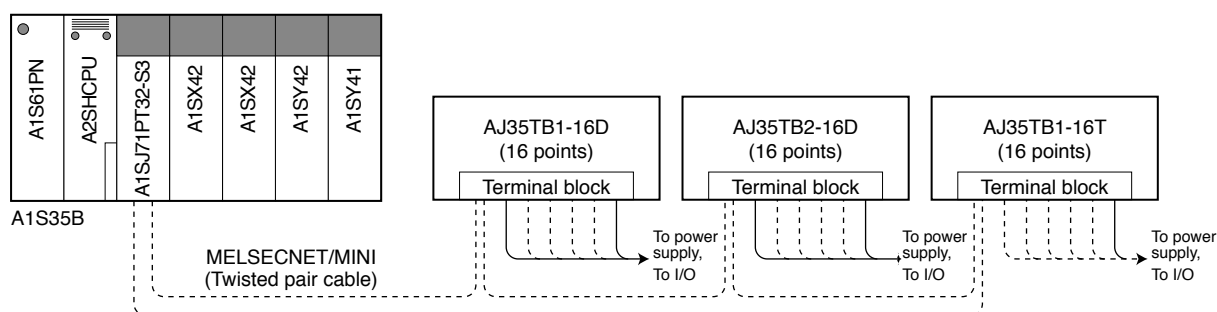 A1S61PN
A2SHCPU
A1SJ71PT32-S3
A1SX42
A1SX42
A1SY42
A1SY41
A1S35B
MELSECNET/MINI
(Twisted pair cable)
AJ35TB1-16D
(16 points)
Terminal block
To power
supply,
To I/O
AJ35TB2-16D
(16 points)
Terminal block
To power
supply,
To I/O
AJ35TB1-16T
(16 points)
Terminal block
To power
supply,
To I/O